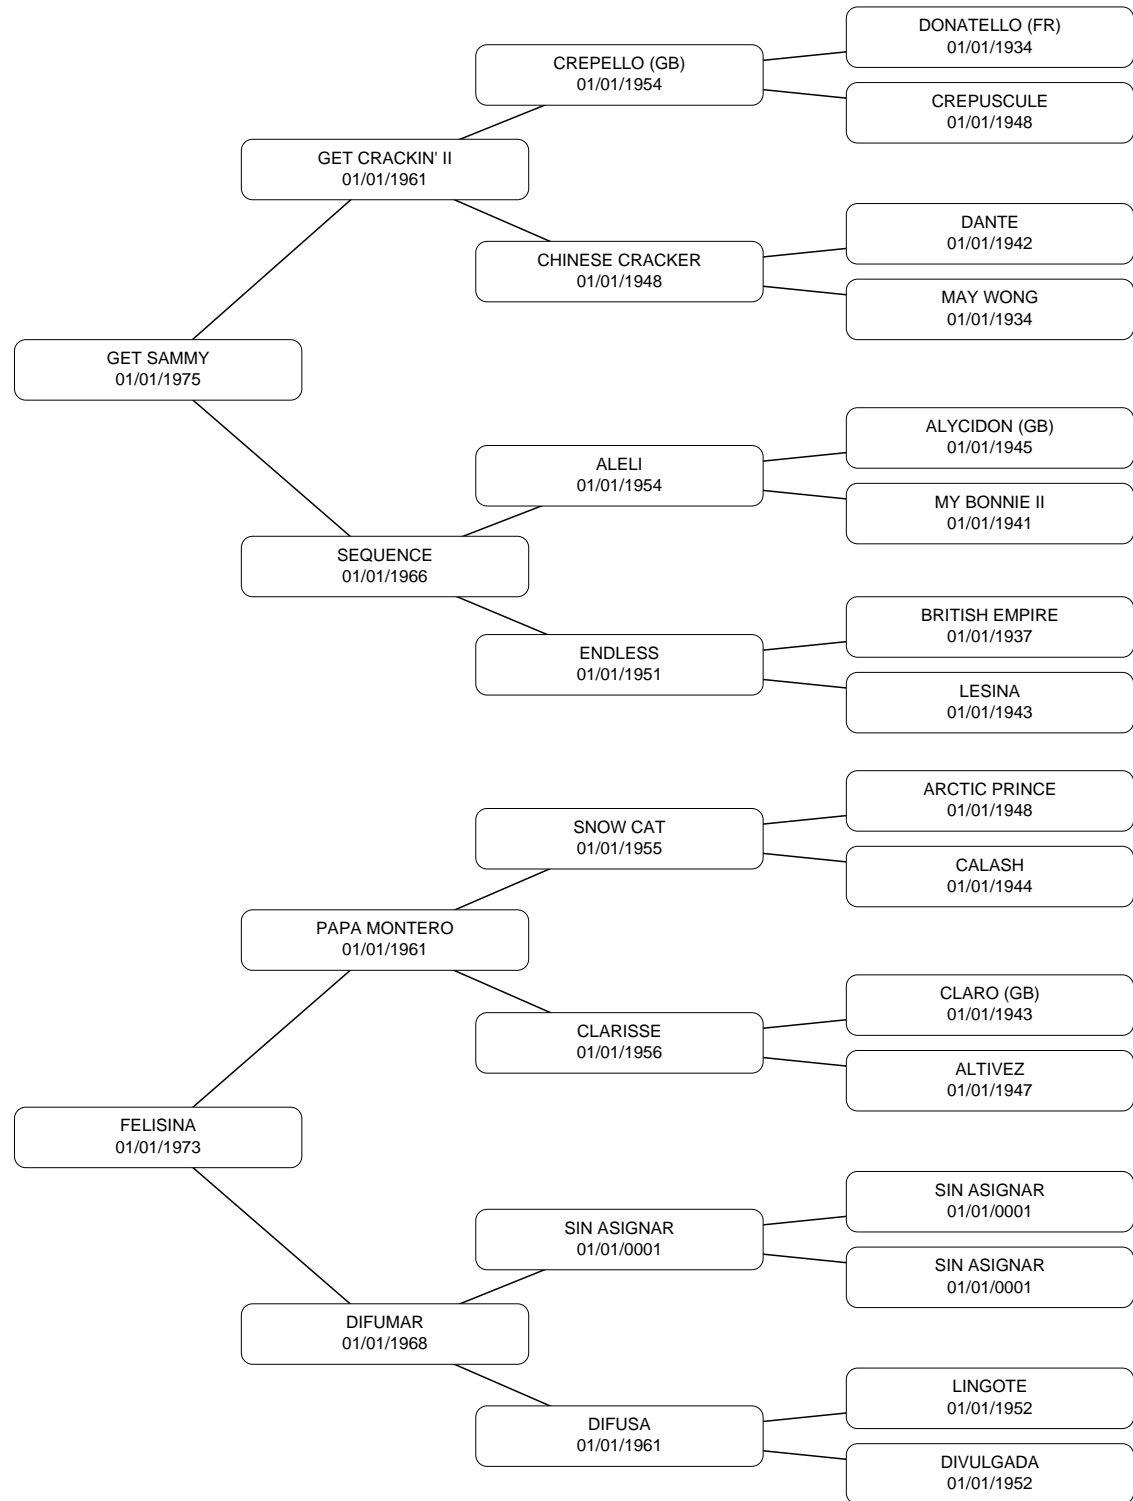 DONATELLO (FR)
01/01/1934
CREPELLO (GB)
01/01/1954
CREPUSCULE
01/01/1948
GET CRACKIN' II
01/01/1961
DANTE
01/01/1942
CHINESE CRACKER
01/01/1948
MAY WONG
01/01/1934
GET SAMMY
01/01/1975
ALYCIDON (GB)
01/01/1945
ALELI
01/01/1954
MY BONNIE II
01/01/1941
SEQUENCE
01/01/1966
BRITISH EMPIRE
01/01/1937
ENDLESS
01/01/1951
LESINA
01/01/1943
ARCTIC PRINCE
01/01/1948
SNOW CAT
01/01/1955
CALASH
01/01/1944
PAPA MONTERO
01/01/1961
CLARO (GB)
01/01/1943
CLARISSE
01/01/1956
ALTIVEZ
01/01/1947
FELISINA
01/01/1973
SIN ASIGNAR
01/01/0001
SIN ASIGNAR
01/01/0001
SIN ASIGNAR
01/01/0001
DIFUMAR
01/01/1968
LINGOTE
01/01/1952
DIFUSA
01/01/1961
DIVULGADA
01/01/1952